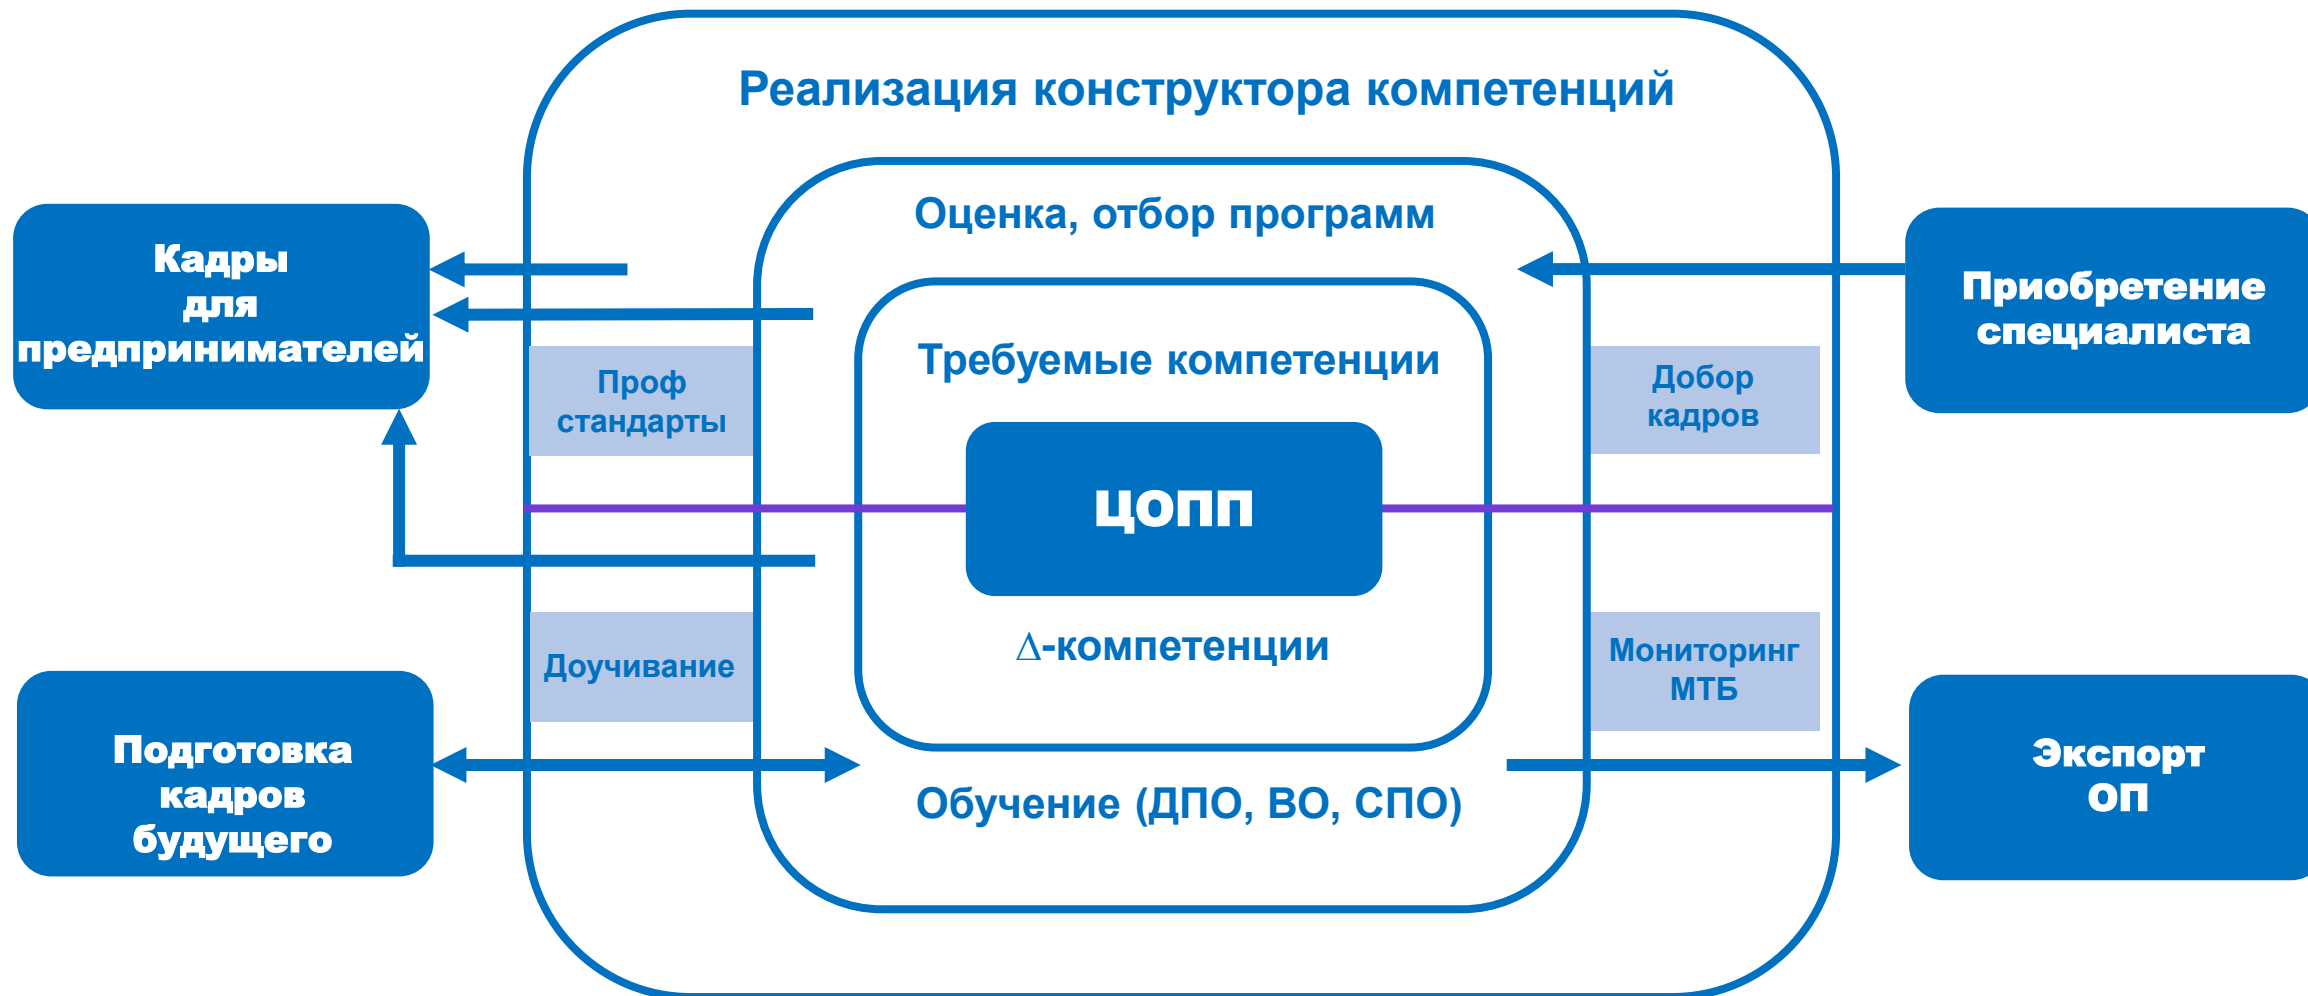 Реализация конструктора компетенций
Оценка, отбор программ
Кадры
для
предпринимателей
Приобретение
специалиста
Требуемые компетенции
Проф
стандарты
Добор
кадров
ЦОПП
∆-компетенции
Доучивание
Мониторинг
МТБ
Подготовка
кадров
будущего
Обучение (ДПО, ВО, СПО)
Экспорт
ОП